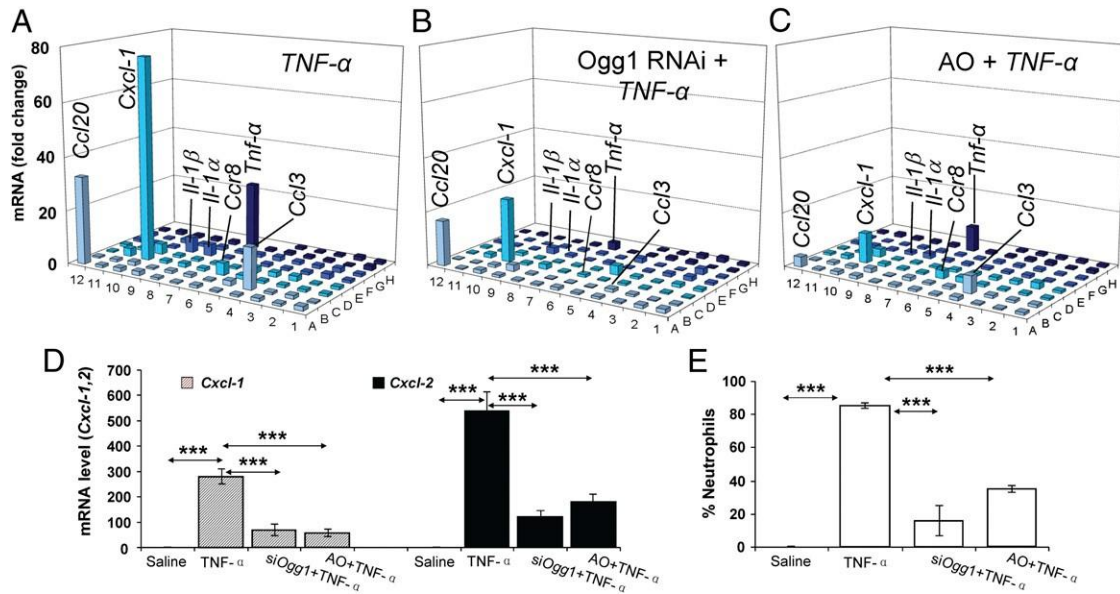 A
TNF-α
mRNA (fold change)
80
60
40
20
0
Ccl20
Cxcl-1
Il-1β
Il-1α
Ccr8
Tnf-α
Ccl3
12 11 10 9 8 7 6 5 4 3 2 1
A B C D E F G H
B
Ogg1 RNAi +
TNF-α
Ccl20
Cxcl-1
Il-1β
Il-1α
Ccr8
Tnf-α
Ccl3
12 11 10 9 8 7 6 5 4 3 2 1
A B C D E F G H
C
AO + TNF-α
Ccl20
Cxcl-1
Il-1β
Il-1α
Ccr8
Tnf-α
Ccl3
12 11 10 9 8 7 6 5 4 3 2 1
A B C D E F G H
D
mRNA level (Cxcl-1,2)
700
600
500
400
300
200
100
0
Cxcl-1
Cxcl-2
***
***
***
***
***
***
Saline
TNF-α
siOgg1+TNF-α
AO+TNF-α
Saline
TNF-α
siOgg1+TNF-α
AO+TNF-α
E
% Neutrophils
100
80
60
40
20
0
***
***
***
Saline
TNF-α
siOgg1+TNF-α
AO+TNF-α